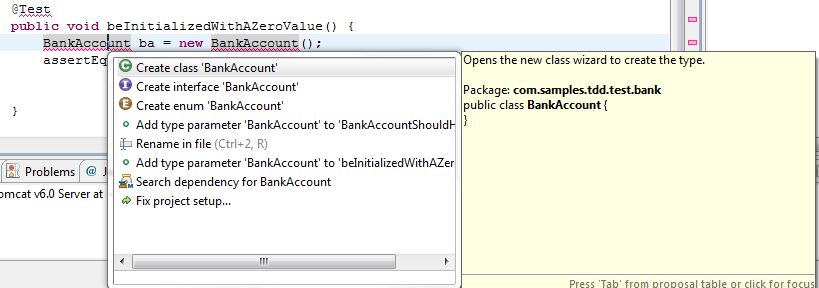 @Test
public void beInitializedWithAZeroValue() {
BankAccount ba = new BankAccount();
assertEq
}
Create class 'BankAccount'
Create interface 'BankAccount'
Create enum 'BankAccount'
Add type parameter 'BankAccount' to 'BankAccountShouldH
Rename in file (Ctrl+2, R)
Add type parameter 'BankAccount' to 'beInitializedWithAZero
Search dependency for BankAccount
Fix project setup...
Opens the new class wizard to create the type.
Package: com.samples.tdd.test.bank
public class BankAccount {
}
Press 'Tab' from proposal table or click for focus
Problems
@ J
omcat v6.0 Server at